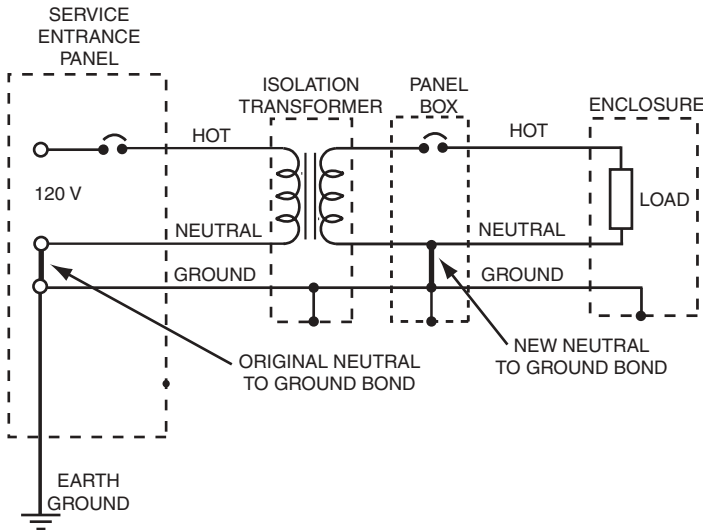 SERVICE
ENTRANCE
PANEL
ISOLATION
TRANSFORMER
PANEL
BOX
ENCLOSURE
HOT
HOT
120 V
LOAD
NEUTRAL
NEUTRAL
GROUND
GROUND
ORIGINAL NEUTRAL
TO GROUND BOND
NEW NEUTRAL
TO GROUND BOND
EARTH
GROUND